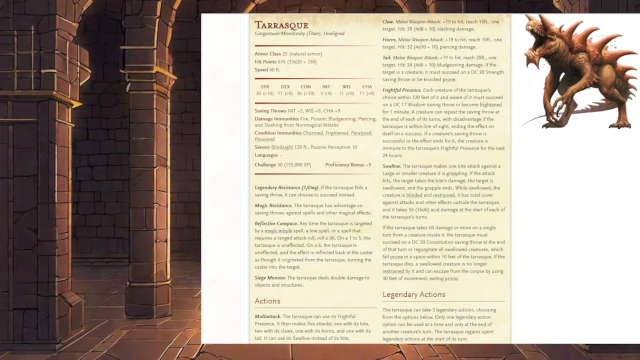 TARRASQUE
Gargantuan Monstrosity (Titan), Unaligned
Armor Class 25 (natural armor)
Hit Points 676 (33d20 + 330)
Speed 40 ft.
STR DEX CON INT WIS CHA
30 (+10) 11 (+0) 30 (+10) 3 (-4) 11 (+0) 11 (+0)
Saving Throws INT +5, WIS +9, CHA +9
Damage Immunities Fire, Poison; Bludgeoning, Piercing,
and Slashing from Nonmagical Attacks
Condition Immunities Charmed, Frightened, Paralyzed,
Poisoned
Senses Blindsight 120 ft., Passive Perception 10
Languages --
Challenge 30 (155,000 XP) Proficiency Bonus +9
Legendary Resistance (3/Day). If the tarrasque fails a
saving throw, it can choose to succeed instead.
Magic Resistance. The tarrasque has advantage on
saving throws against spells and other magical effects.
Reflective Carapace. Any time the tarrasque is targeted
by a magic missile spell, a line spell, or a spell that
requires a ranged attack roll, roll a d6. On a 1 to 5, the
tarrasque is unaffected. On a 6, the tarrasque is
unaffected, and the effect is reflected back at the caster
as though it originated from the tarrasque, turning the
caster into the target.
Siege Monster. The tarrasque deals double damage to
objects and structures.
Actions
Multiattack. The tarrasque can use its Frightful
Presence. It then makes five attacks: one with its bite,
two with its claws, one with its horns, and one with its
tail. It can use its Swallow instead of its bite.
Claw. Melee Weapon Attack: +19 to hit, reach 15 ft., one
target. Hit: 28 (4d8 + 10) slashing damage.
Horns. Melee Weapon Attack: +19 to hit, reach 10 ft., one
target. Hit: 32 (4d10 + 10) piercing damage.
Tail. Melee Weapon Attack: +19 to hit, reach 20 ft., one
target. Hit: 24 (4d6 + 10) bludgeoning damage. If the
target is a creature, it must succeed on a DC 20 Strength
saving throw or be knocked prone.
Frightful Presence. Each creature of the tarrasque's
choice within 120 feet of it and aware of it must succeed
on a DC 17 Wisdom saving throw or become frightened
for 1 minute. A creature can repeat the saving throw at
the end of each of its turns, with disadvantage if the
tarrasque is within line of sight, ending the effect on
itself on a success. If a creature's saving throw is
successful or the effect ends for it, the creature is
immune to the tarrasque's Frightful Presence for the next
24 hours.
Swallow. The tarrasque makes one bite attack against a
Large or smaller creature it is grappling. If the attack
hits, the target takes the bite's damage, the target is
swallowed, and the grapple ends. While swallowed, the
creature is blinded and restrained, it has total cover
against attacks and other effects outside the tarrasque,
and it takes 56 (16d6) acid damage at the start of each of
the tarrasque's turns.
If the tarrasque takes 60 damage or more on a single
turn from a creature inside it, the tarrasque must
succeed on a DC 20 Constitution saving throw at the end
of that turn or regurgitate all swallowed creatures, which
fall prone in a space within 10 feet of the tarrasque. If the
tarrasque dies, a swallowed creature is no longer
restrained by it and can escape from the corpse by using
30 feet of movement, exiting prone.
Legendary Actions
The tarrasque can take 3 legendary actions, choosing
from the options below. Only one legendary action
option can be used at a time and only at the end of
another creature's turn. The tarrasque regains spent
legendary actions at the start of its turn.